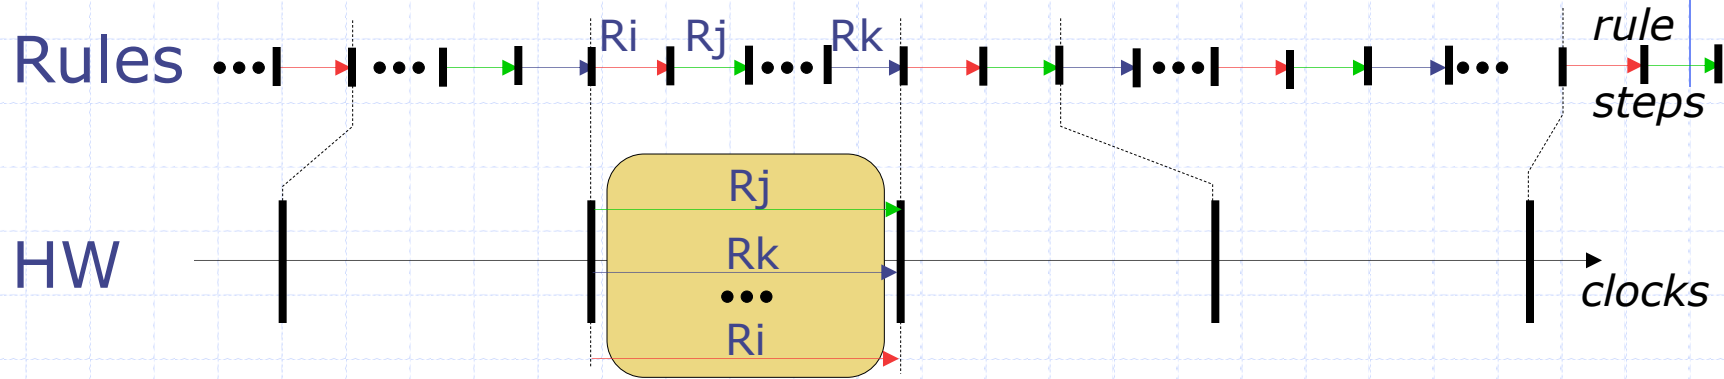 Rules ●●● ●●● Ri Rj ●●● Rk ●●● ●●● rule
steps
Rj
HW Rk
●●●
Ri
clocks